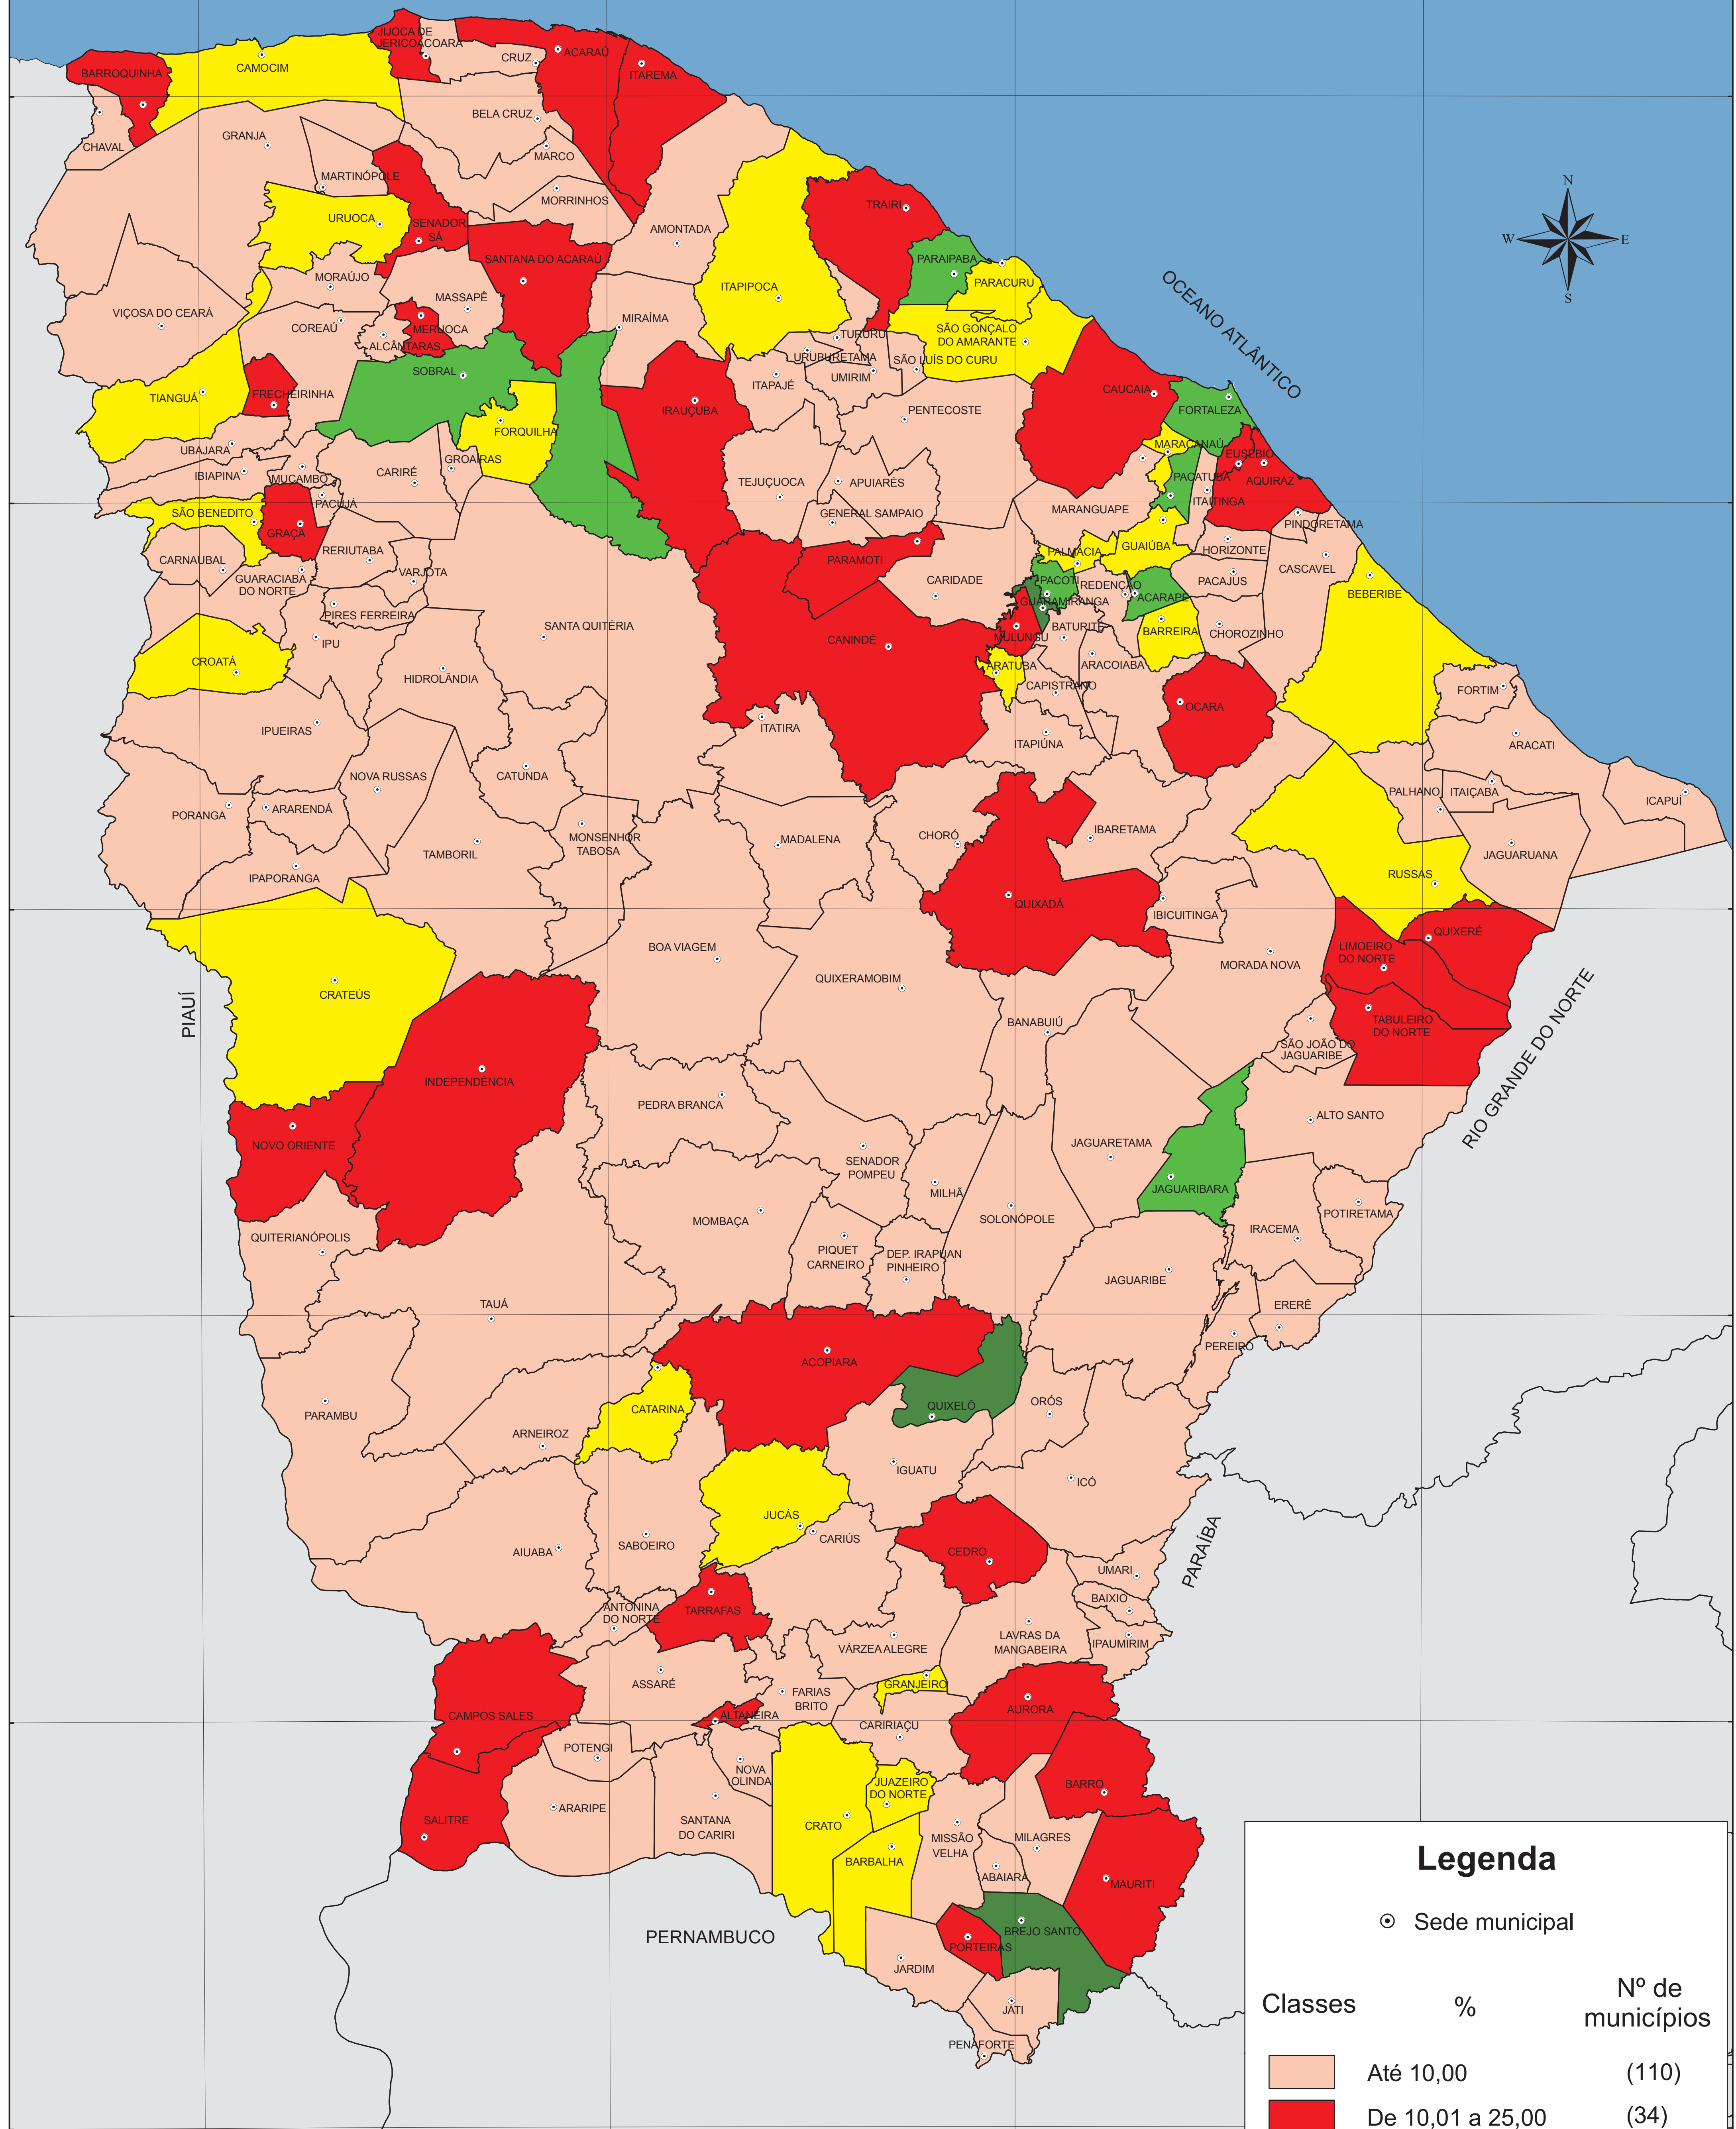 JIJOCA DE
JERICOACOARA
CRUZ
ACARAÚ
ITAREMA
BARROQUINHA
CAMOCIM
BELA CRUZ
CHAVAL
GRANJA
MARCO
MARTINÓPOLE
MORRINHOS
URUOCA
SENADOR
SÁ
TRAIRI
AMONTADA
N
W
E
S
SANTANA DO ACARAÚ
PARAIPABA
MORAÚJO
ITAPIPOCA
PARACURU
OCEANO ATLÂNTICO
MASSAPÊ
VIÇOSA DO CEARÁ
COREAÚ
MERUOCA
MIRAÍMA
ALCÂNTARAS
TURURU
SÃO GONÇALO
DO AMARANTE
URUBURETAMA
SÃO LUÍS DO CURU
SOBRAL
ITAPAJÉ
UMIRIM
TIANGUÁ
FRECHEIRINHA
CAUCAIA
IRAUÇUBA
PENTECOSTE
FORTALEZA
FORQUILHA
UBAJARA
MARACANAÚ
GROAÍRAS
EUSÉBIO
IBIAPINA
MUCAMBO
CARIRÉ
PACATUBA
TEJUÇUOCA
APUIARÉS
AQUIRAZ
PACUJÁ
ITAITINGA
SÃO BENEDITO
GENERAL SAMPAIO
MARANGUAPE
PINDORETAMA
GRAÇA
RERIUTABA
PALMÁCIA
GUAIÚBA
HORIZONTE
CARNAUBAL
PARAMOTI
GUARACIABA
DO NORTE
VARJOTA
CARIDADE
PACOTI
REDENÇÃO
PACAJUS
CASCAVEL
BEBERIBE
GUARAMIRANGA
ACARAPE
PIRES FERREIRA
SANTA QUITÉRIA
BATURITÉ
BARREIRA
CHOROZINHO
IPU
CANINDÉ
MULUNGU
CROATÁ
ARATUBA
ARACOIABA
HIDROLÂNDIA
CAPISTRANO
FORTIM
OCARA
IPUEIRAS
ITATIRA
ITAPIÚNA
ARACATI
NOVA RUSSAS
CATUNDA
PALHANO
ITAIÇABA
ICAPUÍ
PORANGA
ARARENDÁ
MONSENHOR
TABOSA
MADALENA
CHORÓ
IBARETAMA
TAMBORIL
JAGUARUANA
IPAPORANGA
RUSSAS
QUIXADÁ
IBICUITINGA
QUIXERÉ
BOA VIAGEM
LIMOEIRO
DO NORTE
MORADA NOVA
QUIXERAMOBIM
CRATEÚS
PIAUÍ
BANABUIÚ
TABULEIRO
DO NORTE
SÃO JOÃO DO
JAGUARIBE
RIO GRANDE DO NORTE
INDEPENDÊNCIA
PEDRA BRANCA
ALTO SANTO
NOVO ORIENTE
JAGUARETAMA
SENADOR
POMPEU
MILHÃ
JAGUARIBARA
MOMBAÇA
SOLONÓPOLE
POTIRETAMA
IRACEMA
QUITERIANÓPOLIS
PIQUET
CARNEIRO
DEP. IRAPUAN
PINHEIRO
JAGUARIBE
TAUÁ
ERERÊ
PEREIRO
ACOPIARA
QUIXELÔ
ORÓS
CATARINA
PARAMBU
ARNEIROZ
IGUATU
ICÓ
JUCÁS
CARIÚS
SABOEIRO
AIUABA
CEDRO
PARAÍBA
UMARI
BAIXIO
ANTONINA
DO NORTE
TARRAFAS
LAVRAS DA
MANGABEIRA
IPAUMIRIM
VÁRZEA ALEGRE
ASSARÉ
GRANJEIRO
FARIAS
BRITO
CAMPOS SALES
ALTANEIRA
AURORA
CARIRIAÇU
POTENGI
NOVA
OLINDA
JUAZEIRO
DO NORTE
BARRO
ARARIPE
SALITRE
SANTANA
DO CARIRI
CRATO
MISSÃO
VELHA
MILAGRES
BARBALHA
ABAIARA
MAURITI
BREJO SANTO
PERNAMBUCO
PORTEIRAS
JARDIM
JATI
PENAFORTE
Legenda
Sede municipal
Classes
%
Nº de
municípios
Até 10,00
(110)
De 10,01 a 25,00
(34)